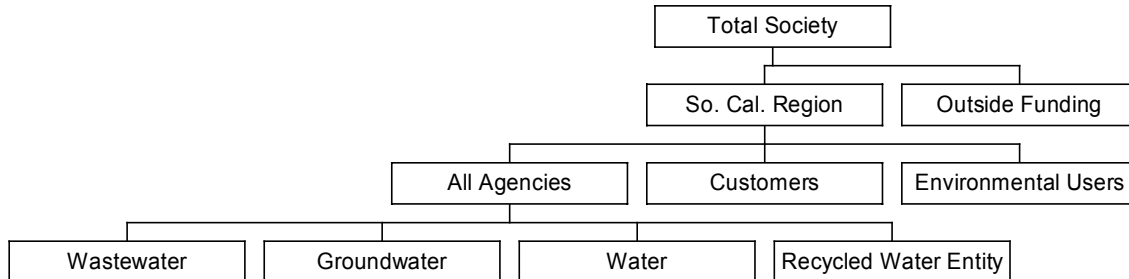 Total Society
So. Cal. Region
Outside Funding
All Agencies
Customers
Environmental Users
Wastewater
Groundwater
Water
Recycled Water Entity